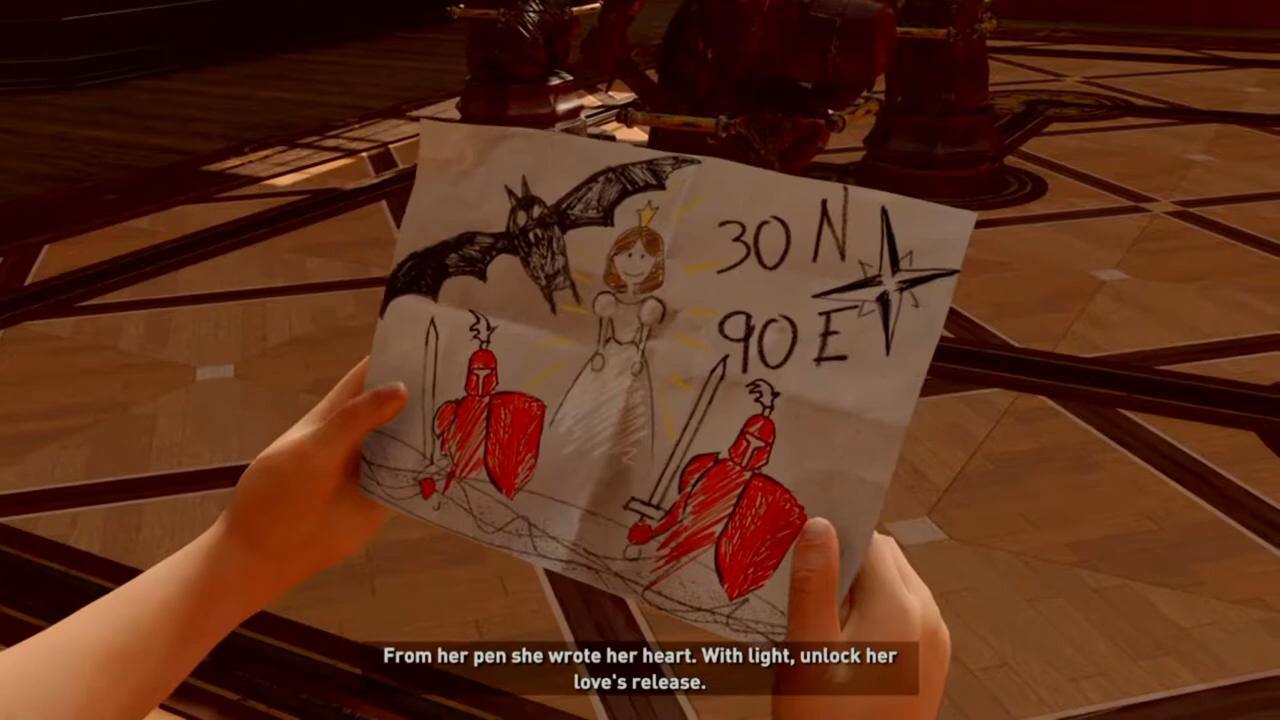 30 N
90 E
From her pen she wrote her heart. With light, unlock her
love's release.